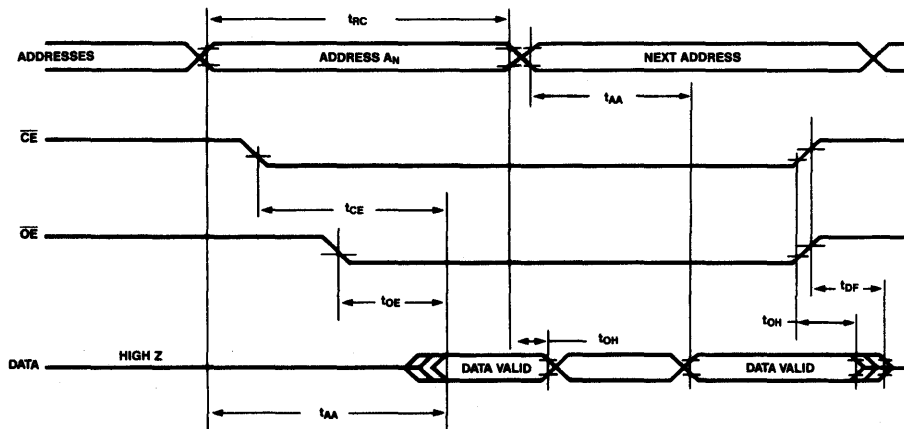 tRC
ADDRESSES
ADDRESS AN
NEXT ADDRESS
tAA
CE
tCE
OE
tOE
tDF
tOH
tOH
DATA
HIGH Z
DATA VALID
DATA VALID
tAA